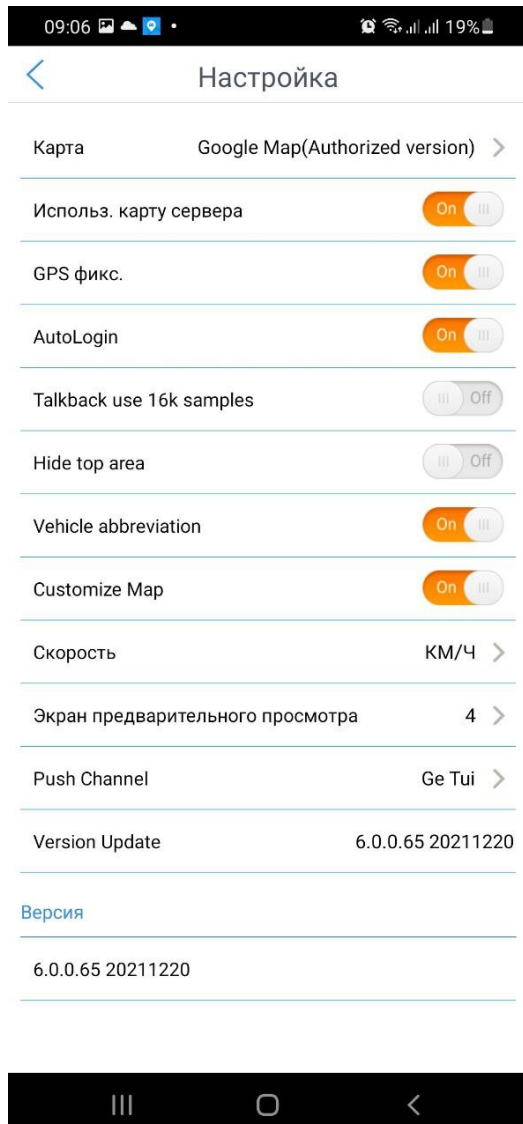 09:06 19%
Настройка
Карта Google Map(Authorized version)
Использ. карту сервера On
GPS фикс. On
AutoLogin On
Talkback use 16k samples Off
Hide top area Off
Vehicle abbreviation On
Customize Map On
Скорость КМ/Ч
Экран предварительного просмотра 4
Push Channel Ge Tui
Version Update 6.0.0.65 20211220
Версия
6.0.0.65 20211220